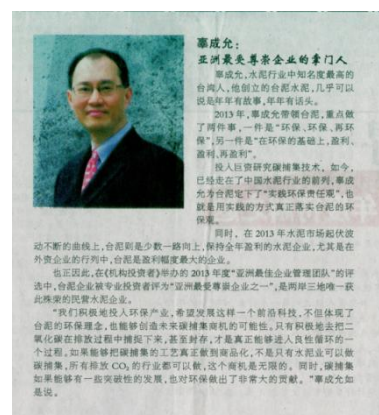 辜成允：
亚洲最受尊崇企业的掌门人
辜成允，水泥行业中知名度最高的
台湾人，他创立的台泥水泥，几乎可以
说是年年有故事，年年有话头。
2013年，辜成允带领台泥，重点做
了两件事，一件是“环保、环保、再环
保”，另一件是“在环保的基础上，盈利、
盈利、再盈利”。
投入巨资研究碳捕集技术，如今，
已经走在了中国水泥行业的前列，辜成
允为台泥定下了“实践环保责任观”，也
就是用实践的方式真正落实台泥的环
保观。
同时，在2013年水泥市场起伏波
动不断的曲线上，台泥则是少数一路向上，保持全年盈利的水泥企业，尤其是在
外资企业的行列中，台泥是盈利幅度最大的企业。
也正因此，在《机构投资者》举办的2013年度“亚洲最佳企业管理团队”的评
选中，台泥企业被专业投资者评为“亚洲最受尊崇企业之一”，是两岸三地唯一获
此殊荣的民营水泥企业。
“我们积极地投入环保产业，希望发展这样一个前沿科技，不但体现了
台泥的环保理念，也能够创造未来碳捕集商机的可能性。只有积极地去把二
氧化碳在排放过程中捕捉下来，甚至封存，才是真正能够进入良性循环的一
个过程。如果能够把碳捕集的工艺真正做到商品化，不是只有水泥业可以做
碳捕集，所有排放CO₂的行业都可以做，这个商机是无限的。同时，碳捕集
如果能够有一些突破性的发展，也对环保做出了非常大的贡献。”辜成允如
是说。